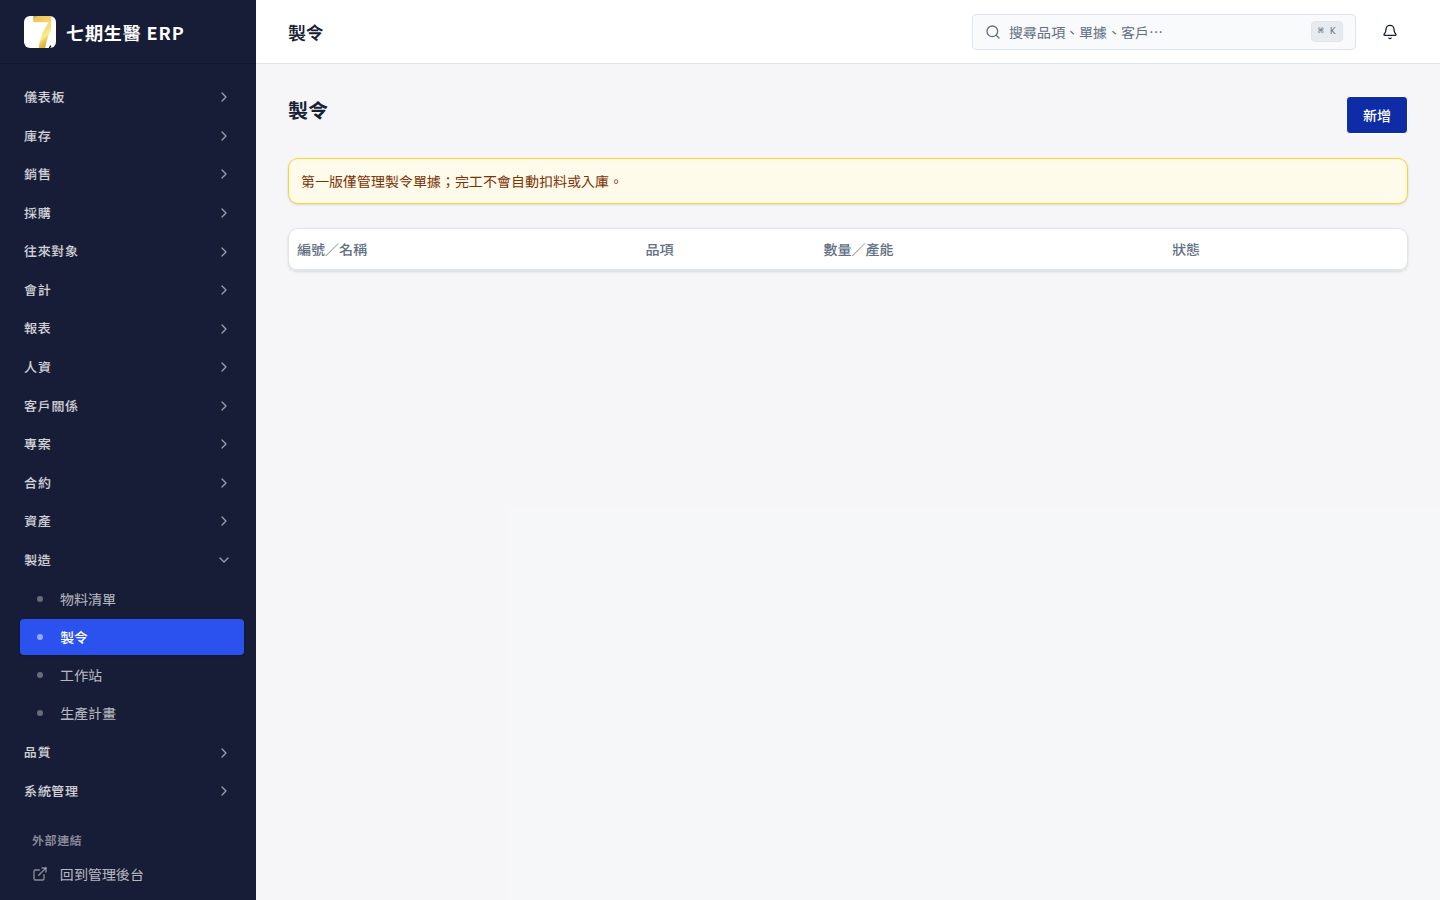 七期生醫 ERP
儀表板
庫存
銷售
採購
往來對象
會計
報表
人資
客戶關係
專案
合約
資產
製造
物料清單
製令
工作站
生產計畫
品質
系統管理
外部連結
回到管理後台
製令
搜尋品項、單據、客戶…
⌘ K
製令
新增
第一版僅管理製令單據；完工不會自動扣料或入庫。
編號／名稱 品項 數量／產能 狀態